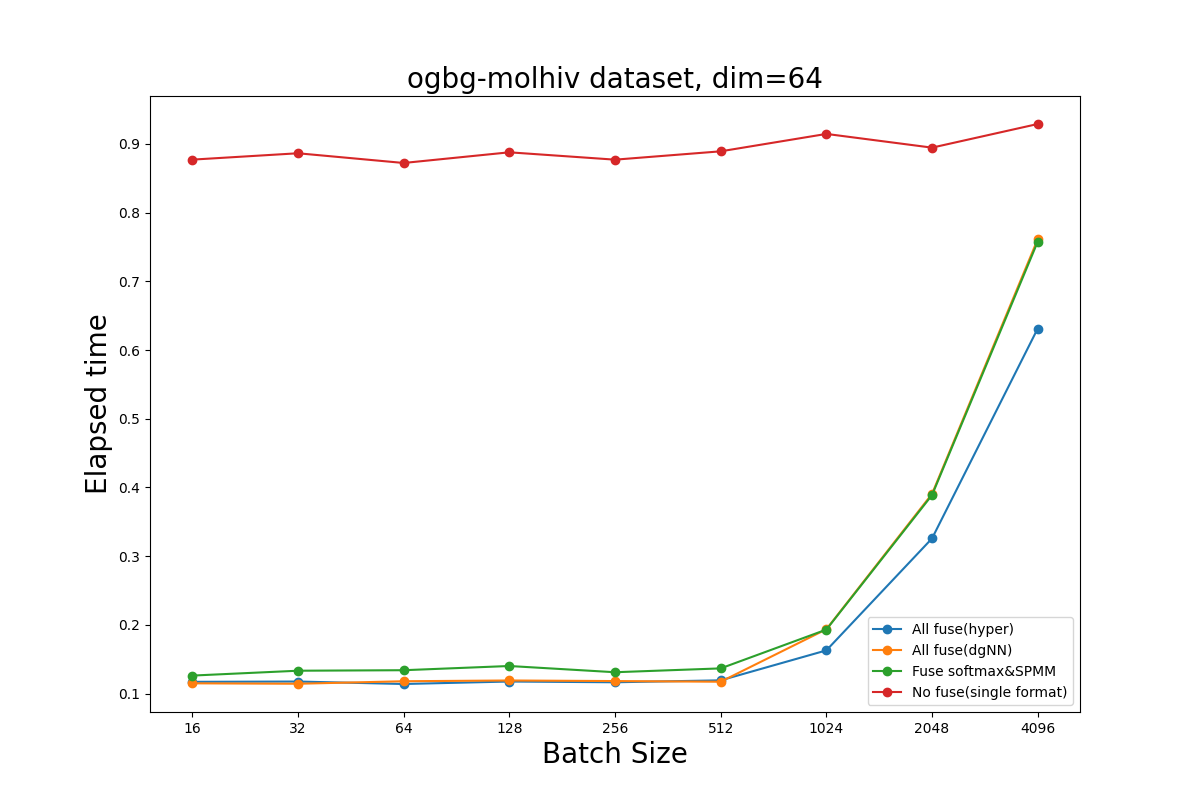 ogbg-molhiv dataset, dim=64
Elapsed time
0.9
0.8
0.7
0.6
0.5
0.4
0.3
0.2
0.1
All fuse(hyper)
All fuse(dgNN)
Fuse softmax&SPMM
No fuse(single format)
16 32 64 128 256 512 1024 2048 4096
Batch Size